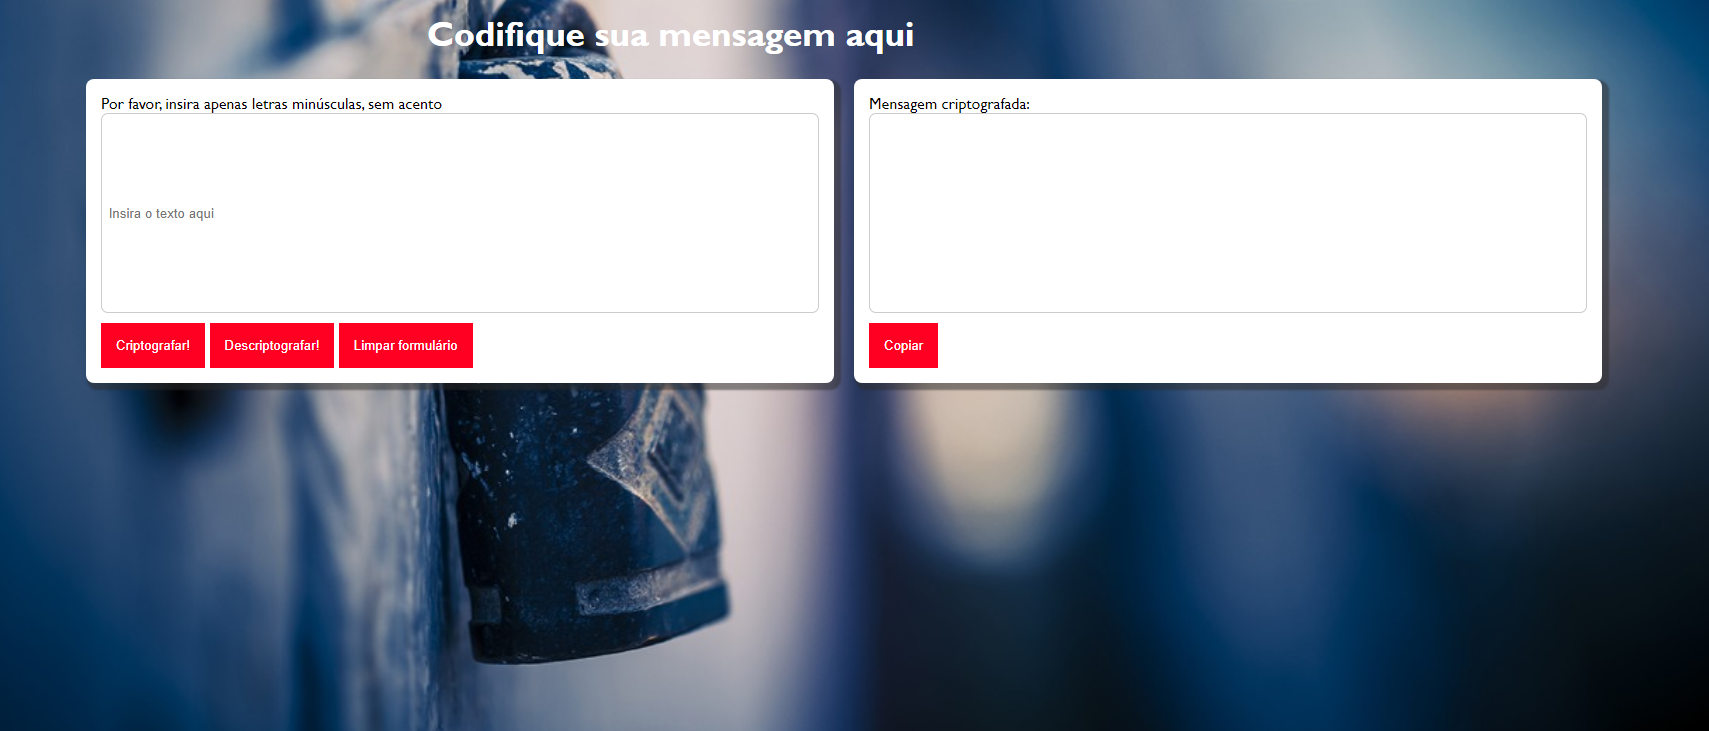 Codifique sua mensagem aqui
Por favor, insira apenas letras minúsculas, sem acento
Insira o texto aqui
Criptografar! Descriptografar! Limpar formulário
Mensagem criptografada:
Copiar